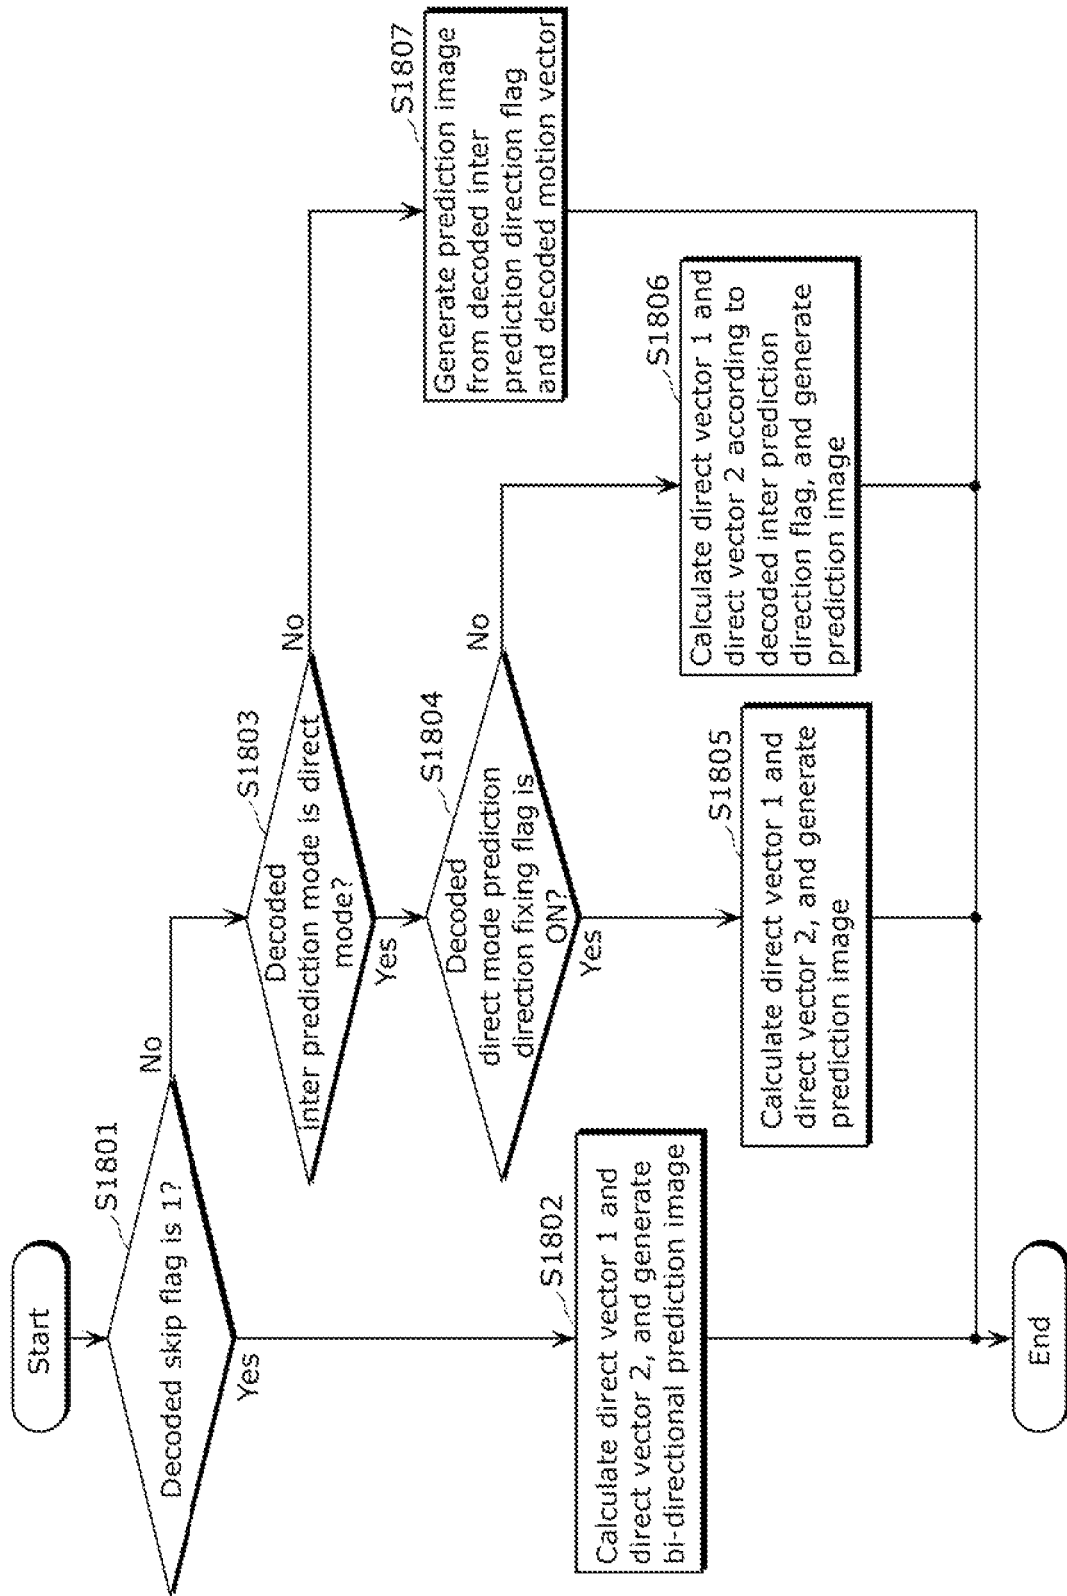 Start
S1801
Decoded skip flag is 1?
No
Yes
S1802
Calculate direct vector 1 and
direct vector 2, and generate
bi-directional prediction image
S1803
Decoded
inter prediction mode is direct
mode?
No
Yes
S1804
Decoded
direct mode prediction
direction fixing flag is
ON?
No
Yes
S1805
Calculate direct vector 1 and
direct vector 2, and generate
prediction image
S1806
Calculate direct vector 1 and
direct vector 2 according to
decoded inter prediction
direction flag, and generate
prediction image
S1807
Generate prediction image
from decoded inter
prediction direction flag
and decoded motion vector
End